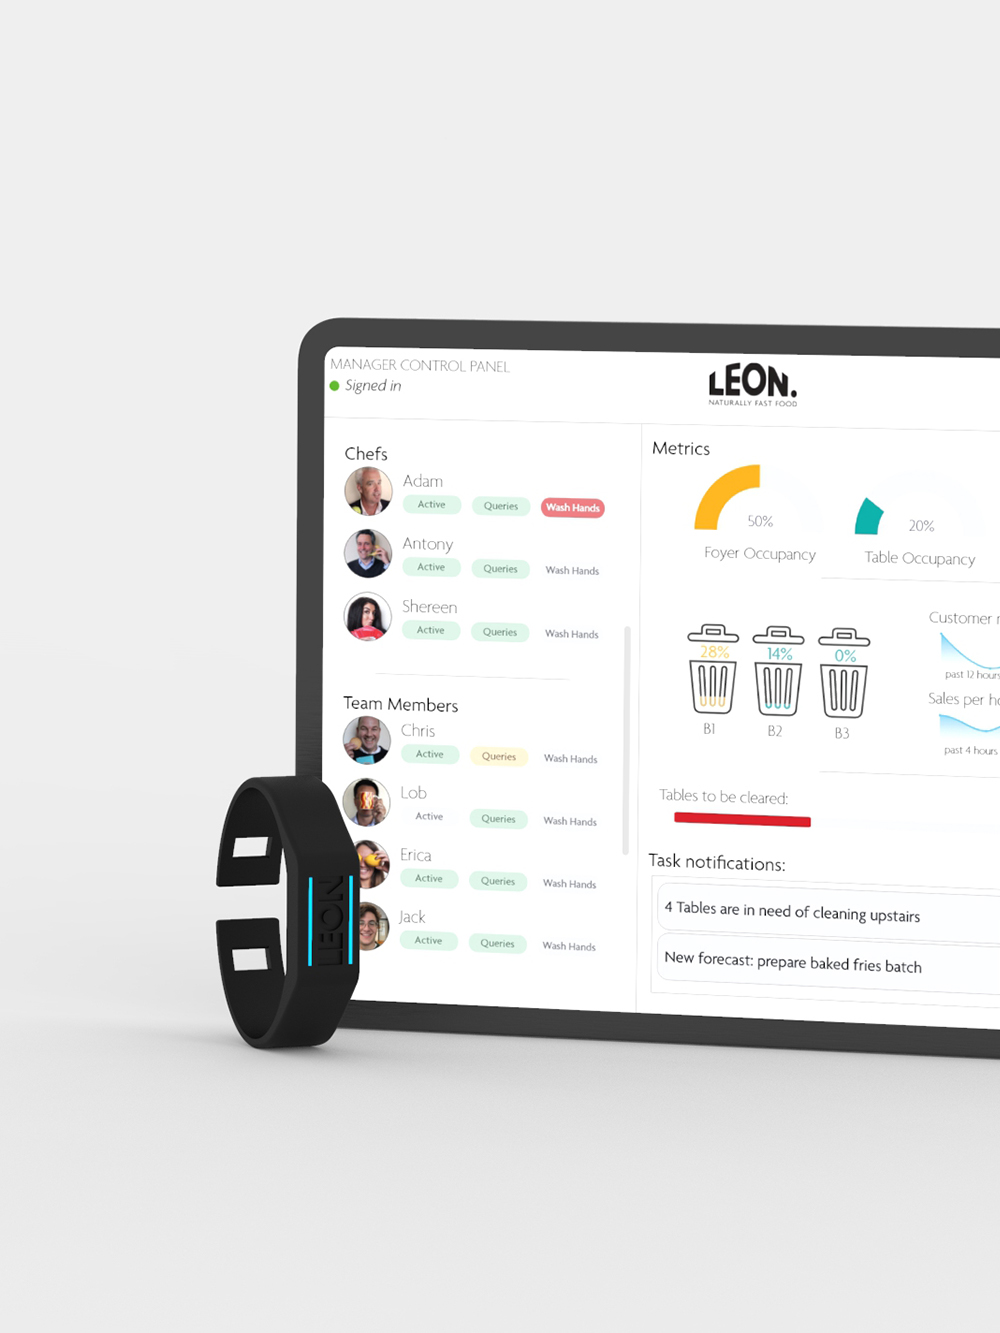 MANAGER CONTROL PANEL
Signed in
LEON.
NATURALLY FAST FOOD
Chefs
Adam
Active Queries Wash Hands
Antony
Active Queries Wash Hands
Shereen
Active Queries Wash Hands
Team Members
Chris
Active Queries Wash Hands
Lob
Active Queries Wash Hands
Erica
Active Queries Wash Hands
Jack
Active Queries Wash Hands
Metrics
50%
Foyer Occupancy
20%
Table Occupancy
28% 14% 0%
B1 B2 B3
Customer
past 12 hours
Sales per
past 4 hours
Tables to be cleared:
Task notifications:
4 Tables are in need of cleaning upstairs
New forecast: prepare baked fries batch
LEON